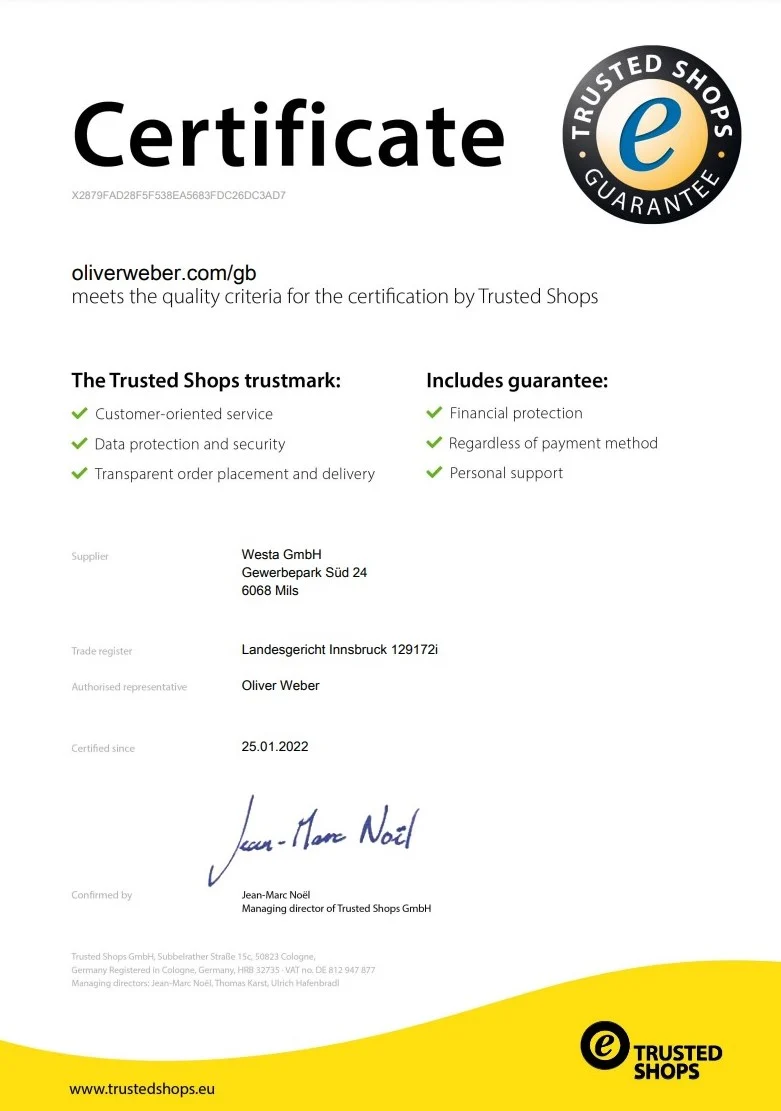 Certificate
TRUSTED SHOPS
e
GUARANTEE
X2879FAD28F5F538EA5683FDC26DC3AD7
oliverweber.com/gb
meets the quality criteria for the certification by Trusted Shops
The Trusted Shops trustmark:
Customer-oriented service
Data protection and security
Transparent order placement and delivery
Includes guarantee:
Financial protection
Regardless of payment method
Personal support
Supplier
Westa GmbH
Gewerbepark Süd 24
6068 Mils
Trade register
Landesgericht Innsbruck 129172i
Authorised representative
Oliver Weber
Certified since
25.01.2022
Jean-Marc Noël
Confirmed by
Jean-Marc Noël
Managing director of Trusted Shops GmbH
Trusted Shops GmbH, Subbelrather Straße 15c, 50823 Cologne,
Germany Registered in Cologne, Germany, HRB 32735 · VAT no. DE 812 947 877
Managing directors: Jean-Marc Noël, Thomas Karst, Ulrich Hafenbradl
www.trustedshops.eu
e
TRUSTED
SHOPS